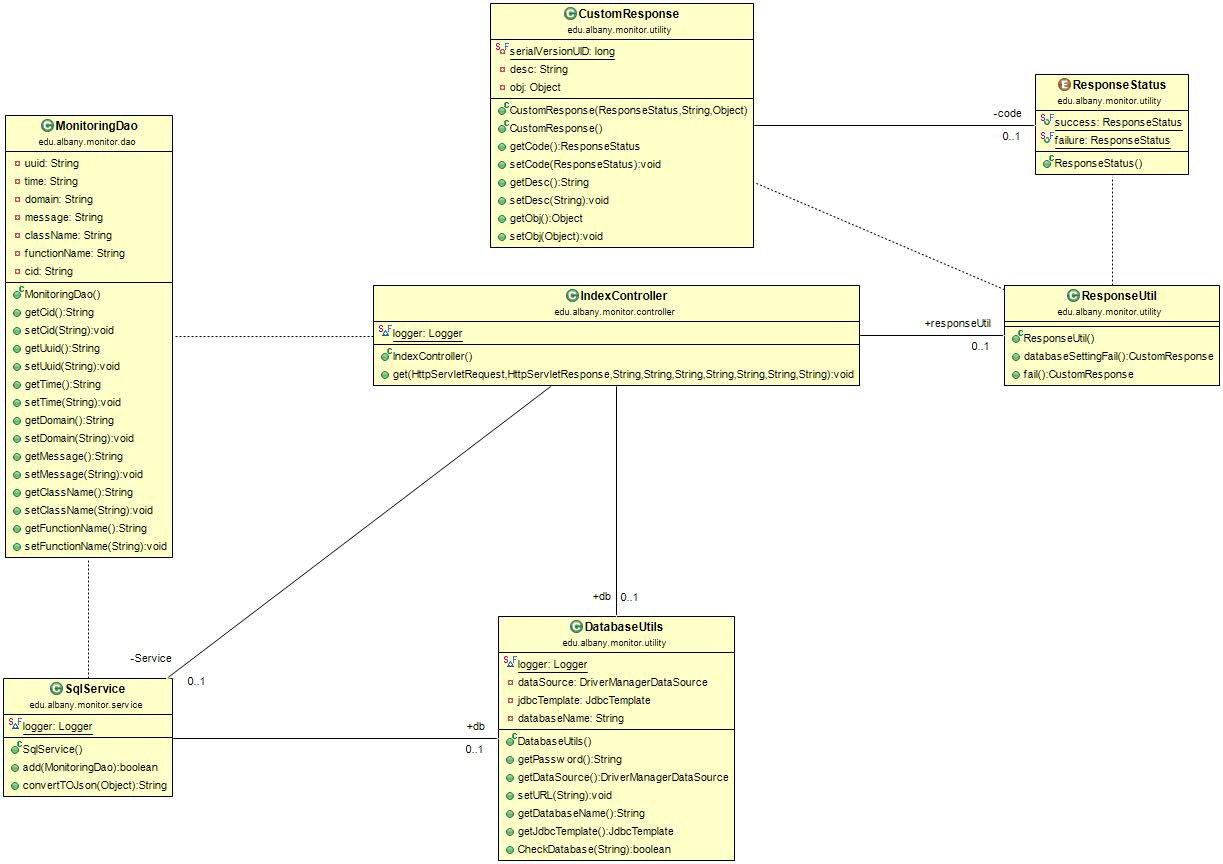 CustomResponse
edu.albany.monitor.utility
serialVersionUID: long
desc: String
obj: Object
CustomResponse(ResponseStatus,String,Object)
CustomResponse()
getCode():ResponseStatus
setCode(ResponseStatus):void
getDesc():String
setDesc(String):void
getObj():Object
setObj(Object):void
-code
0..1
ResponseStatus
edu.albany.monitor.utility
success: ResponseStatus
failure: ResponseStatus
ResponseStatus()
MonitoringDao
edu.albany.monitor.dao
uuid: String
time: String
domain: String
message: String
className: String
functionName: String
cid: String
MonitoringDao()
getCid():String
setCid(String):void
getUuid():String
setUuid(String):void
getTime():String
setTime(String):void
getDomain():String
setDomain(String):void
getMessage():String
setMessage(String):void
getClassName():String
setClassName(String):void
getFunctionName():String
setFunctionName(String):void
IndexController
edu.albany.monitor.controller
logger: Logger
IndexController()
get(HttpServletRequest,HttpServletResponse,String,String,String,String,String,String,String):void
+responseUtil
0..1
ResponseUtil
edu.albany.monitor.utility
ResponseUtil()
databaseSettingFail():CustomResponse
fail():CustomResponse
-Service
0..1
+db
0..1
SqlService
edu.albany.monitor.service
logger: Logger
SqlService()
add(MonitoringDao):boolean
convertTOJson(Object):String
+db
0..1
DatabaseUtils
edu.albany.monitor.utility
logger: Logger
dataSource: DriverManagerDataSource
jdbcTemplate: JdbcTemplate
databaseName: String
DatabaseUtils()
getPassword():String
getDataSource():DriverManagerDataSource
setURL(String):void
getDatabaseName():String
getJdbcTemplate():JdbcTemplate
CheckDatabase(String):boolean